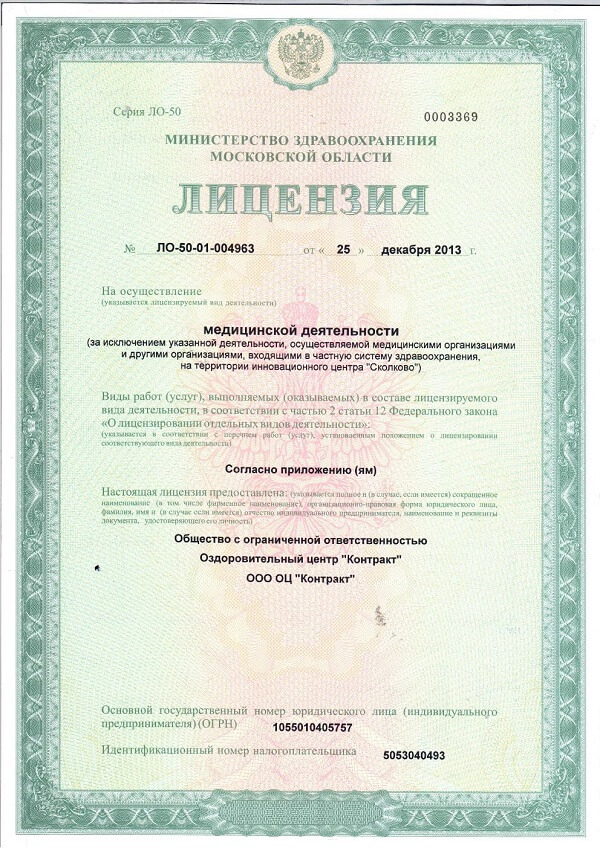 Серия ЛО-50
0003369
МИНИСТЕРСТВО ЗДРАВООХРАНЕНИЯ
МОСКОВСКОЙ ОБЛАСТИ
ЛИЦЕНЗИЯ
№ ЛО-50-01-004963 от « 25 » декабря 2013 г.
На осуществление
(указывается лицензируемый вид деятельности)
медицинской деятельности
(за исключением указанной деятельности, осуществляемой медицинскими организациями
и другими организациями, входящими в частную систему здравоохранения,
на территории инновационного центра "Сколково")
Виды работ (услуг), выполняемых (оказываемых) в составе лицензируемого
вида деятельности, в соответствии с частью 2 статьи 12 Федерального закона
«О лицензировании отдельных видов деятельности»:
(указывается в соответствии с перечнем работ (услуг), установленным положением о лицензировании
соответствующего вида деятельности)
Согласно приложению (ям)
Настоящая лицензия предоставлена: (указывается полное и (в случае, если имеется) сокращенное
наименование (в том числе фирменное наименование), организационно-правовая форма юридического лица,
фамилия, имя и (в случае если имеется) отчество индивидуального предпринимателя, наименование и реквизиты
документа, удостоверяющего его личность)
Общество с ограниченной ответственностью
Оздоровительный центр "Контракт"
ООО ОЦ "Контракт"
Основной государственный номер юридического лица (индивидуального
предпринимателя) (ОГРН) 1055010405757
Идентификационный номер налогоплательщика 5053040493